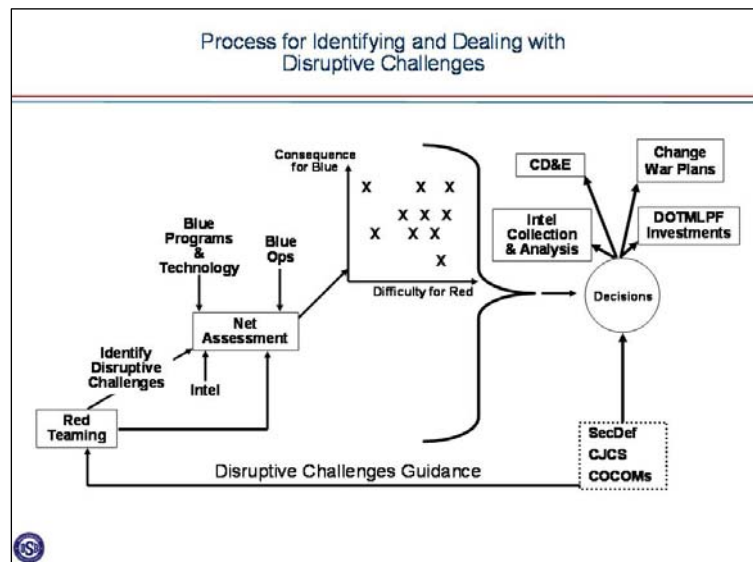 Process for Identifying and Dealing with
Disruptive Challenges
Consequence
for Blue
X X X
X X X
X X X
X
Difficulty for Red
Blue
Programs
&
Technology
Blue
Ops
Net
Assessment
Identify
Disruptive
Challenges
Intel
Red
Teaming
CD&E
Change
War Plans
Intel
Collection
& Analysis
DOTMLPF
Investments
Decisions
SecDef
CJCS
COCOMs
Disruptive Challenges Guidance
DSB